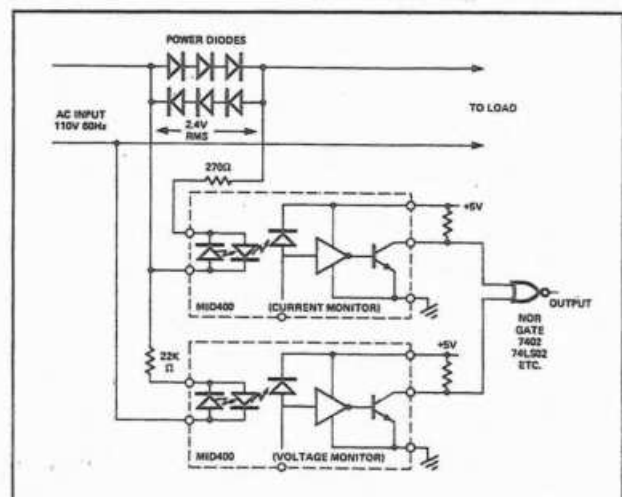 POWER DIODES
AC INPUT
110V 60Hz
2.4V
RMS
TO LOAD
270Ω
+5V
MID400
(CURRENT MONITOR)
OUTPUT
NOR
GATE
7402
74LS02
ETC.
22K
Ω
+5V
MID400
(VOLTAGE MONITOR)